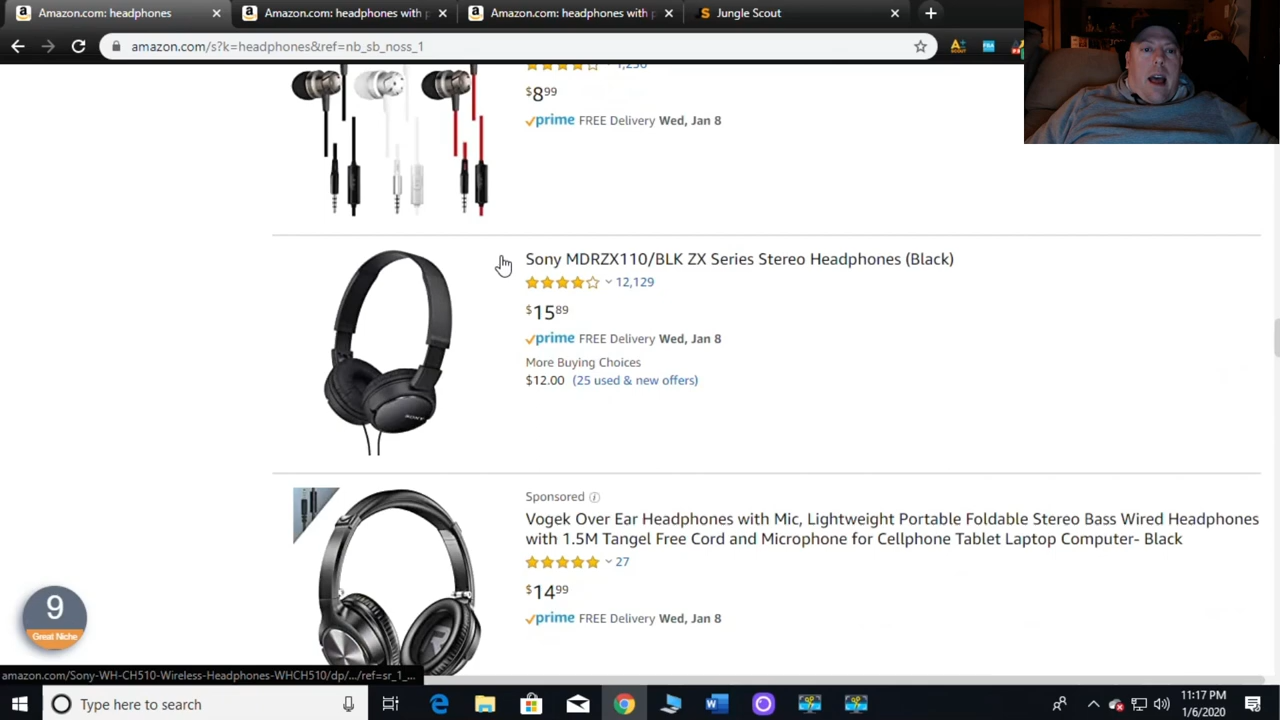 Amazon.com: headphones
Amazon.com: headphones with p
Amazon.com: headphones with p
Jungle Scout
amazon.com/s?k=headphones&ref=nb_sb_noss_1
$8.99
prime FREE Delivery Wed, Jan 8
Sony MDRZX110/BLK ZX Series Stereo Headphones (Black)
12,129
$15.89
prime FREE Delivery Wed, Jan 8
More Buying Choices
$12.00 (25 used & new offers)
SONY
Sponsored
Vogek Over Ear Headphones with Mic, Lightweight Portable Foldable Stereo Bass Wired Headphones
with 1.5M Tangel Free Cord and Microphone for Cellphone Tablet Laptop Computer- Black
27
$14.99
prime FREE Delivery Wed, Jan 8
9
Great Niche
amazon.com/Sony-WH-CH510-Wireless-Headphones-WHCH510/dp/.../ref=sr_1_...
Type here to search
11:17 PM
1/6/2020